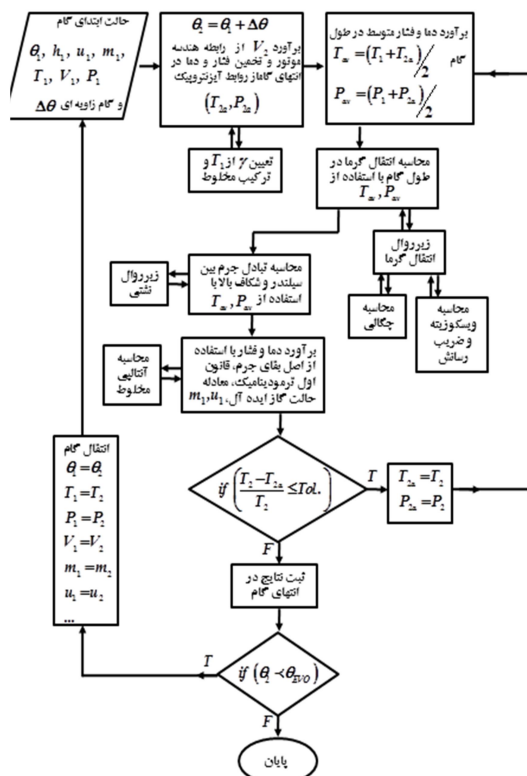 حالت ابتدای گام
θ₁, h₁, u₁, m₁,
T₁, V₁, P₁
و گام زاویه ای Δθ
θ₂ = θ₁ + Δθ
برآورد V₂ از رابطه هندسه
موتور و تخمین فشار و دما در
انتهای گام از روابط آیزنتروپیک
(T₂ₐ, P₂ₐ)
تعیین γ از T₁ و
ترکیب مخلوط
برآورد دما و فشار متوسط در طول
گام
Tav = (T₁ + T₂ₐ)/2
Pav = (P₁ + P₂ₐ)/2
محاسبه انتقال گرما در
طول گام با استفاده از
Tav, Pav
زیرروال
انتقال گرما
محاسبه
چگالی
محاسبه
ویسکوزیته
و ضریب
رسانش
محاسبه تبادل جرم بین
سیلندر و شکاف بالا با
استفاده از Tav, Pav
زیرروال
نشتی
برآورد دما و فشار با استفاده
از اصل بقای جرم، قانون
اول ترمودینامیک، معادله
حالت گاز ایده آل، m₁, u₁
محاسبه
آنتالپی
مخلوط
if ((T₂ − T₂ₐ)/T₂ ≤ Tol.)
T
T₂ₐ = T₂
P₂ₐ = P₂
F
ثبت نتایج در
انتهای گام
if (θ₁ ≺ θEVO)
T
F
پایان
انتقال گام
θ₁ = θ₂
T₁ = T₂
P₁ = P₂
V₁ = V₂
m₁ = m₂
u₁ = u₂
...